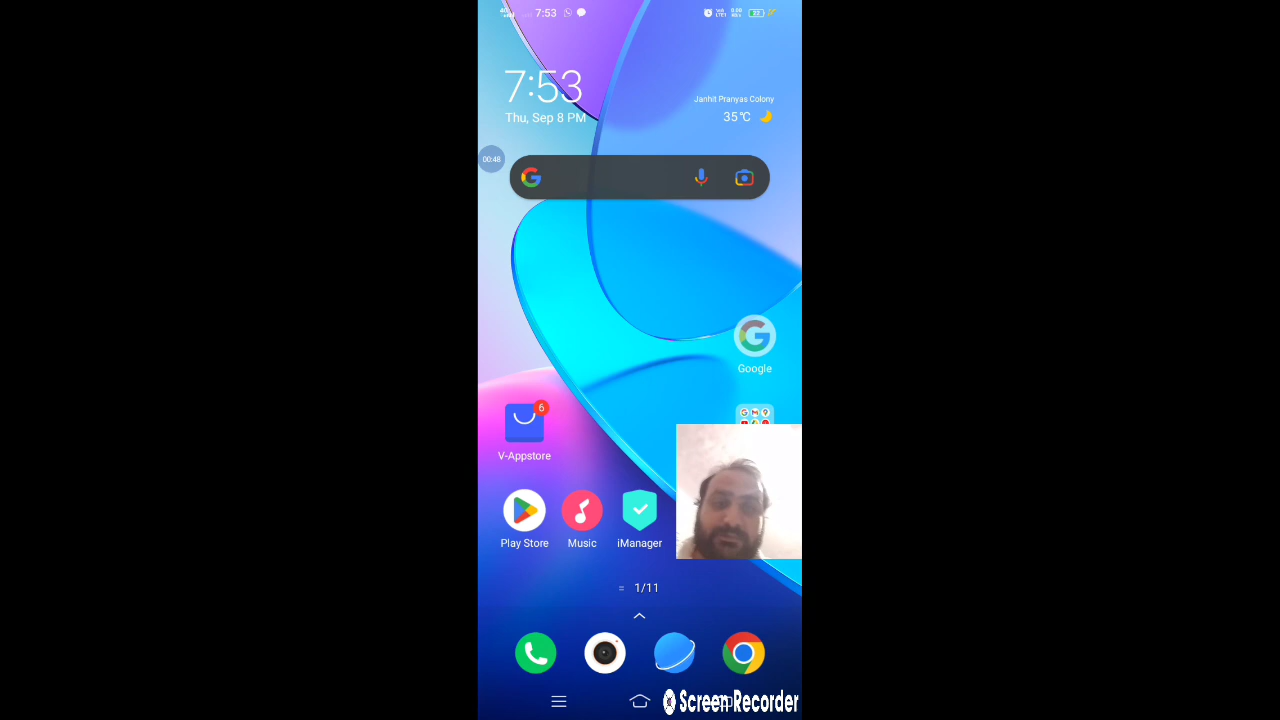 4G
7:53
7:53
Thu, Sep 8 PM
Janhit Pranyas Colony
35°C
00:48
Google
6
V-Appstore
Play Store
Music
iManager
1/11
Screen Recorder